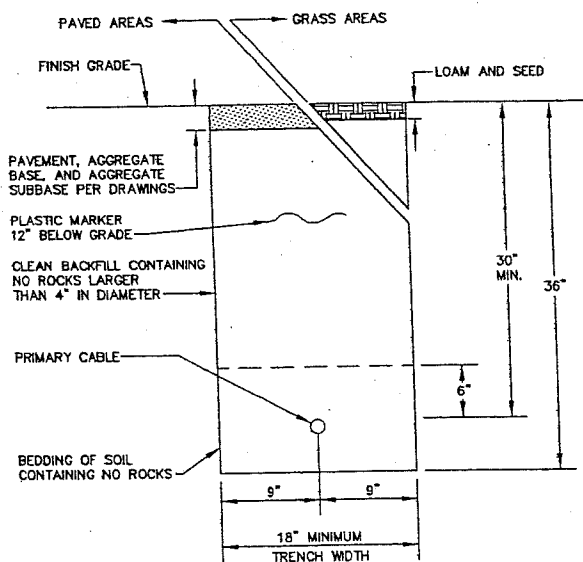 PAVED AREAS
GRASS AREAS
FINISH GRADE
LOAM AND SEED
PAVEMENT, AGGREGATE
BASE, AND AGGREGATE
SUBBASE PER DRAWINGS
PLASTIC MARKER
12" BELOW GRADE
CLEAN BACKFILL CONTAINING
NO ROCKS LARGER
THAN 4" IN DIAMETER
30"
MIN.
36"
PRIMARY CABLE
6"
BEDDING OF SOIL
CONTAINING NO ROCKS
9" 9"
18" MINIMUM
TRENCH WIDTH